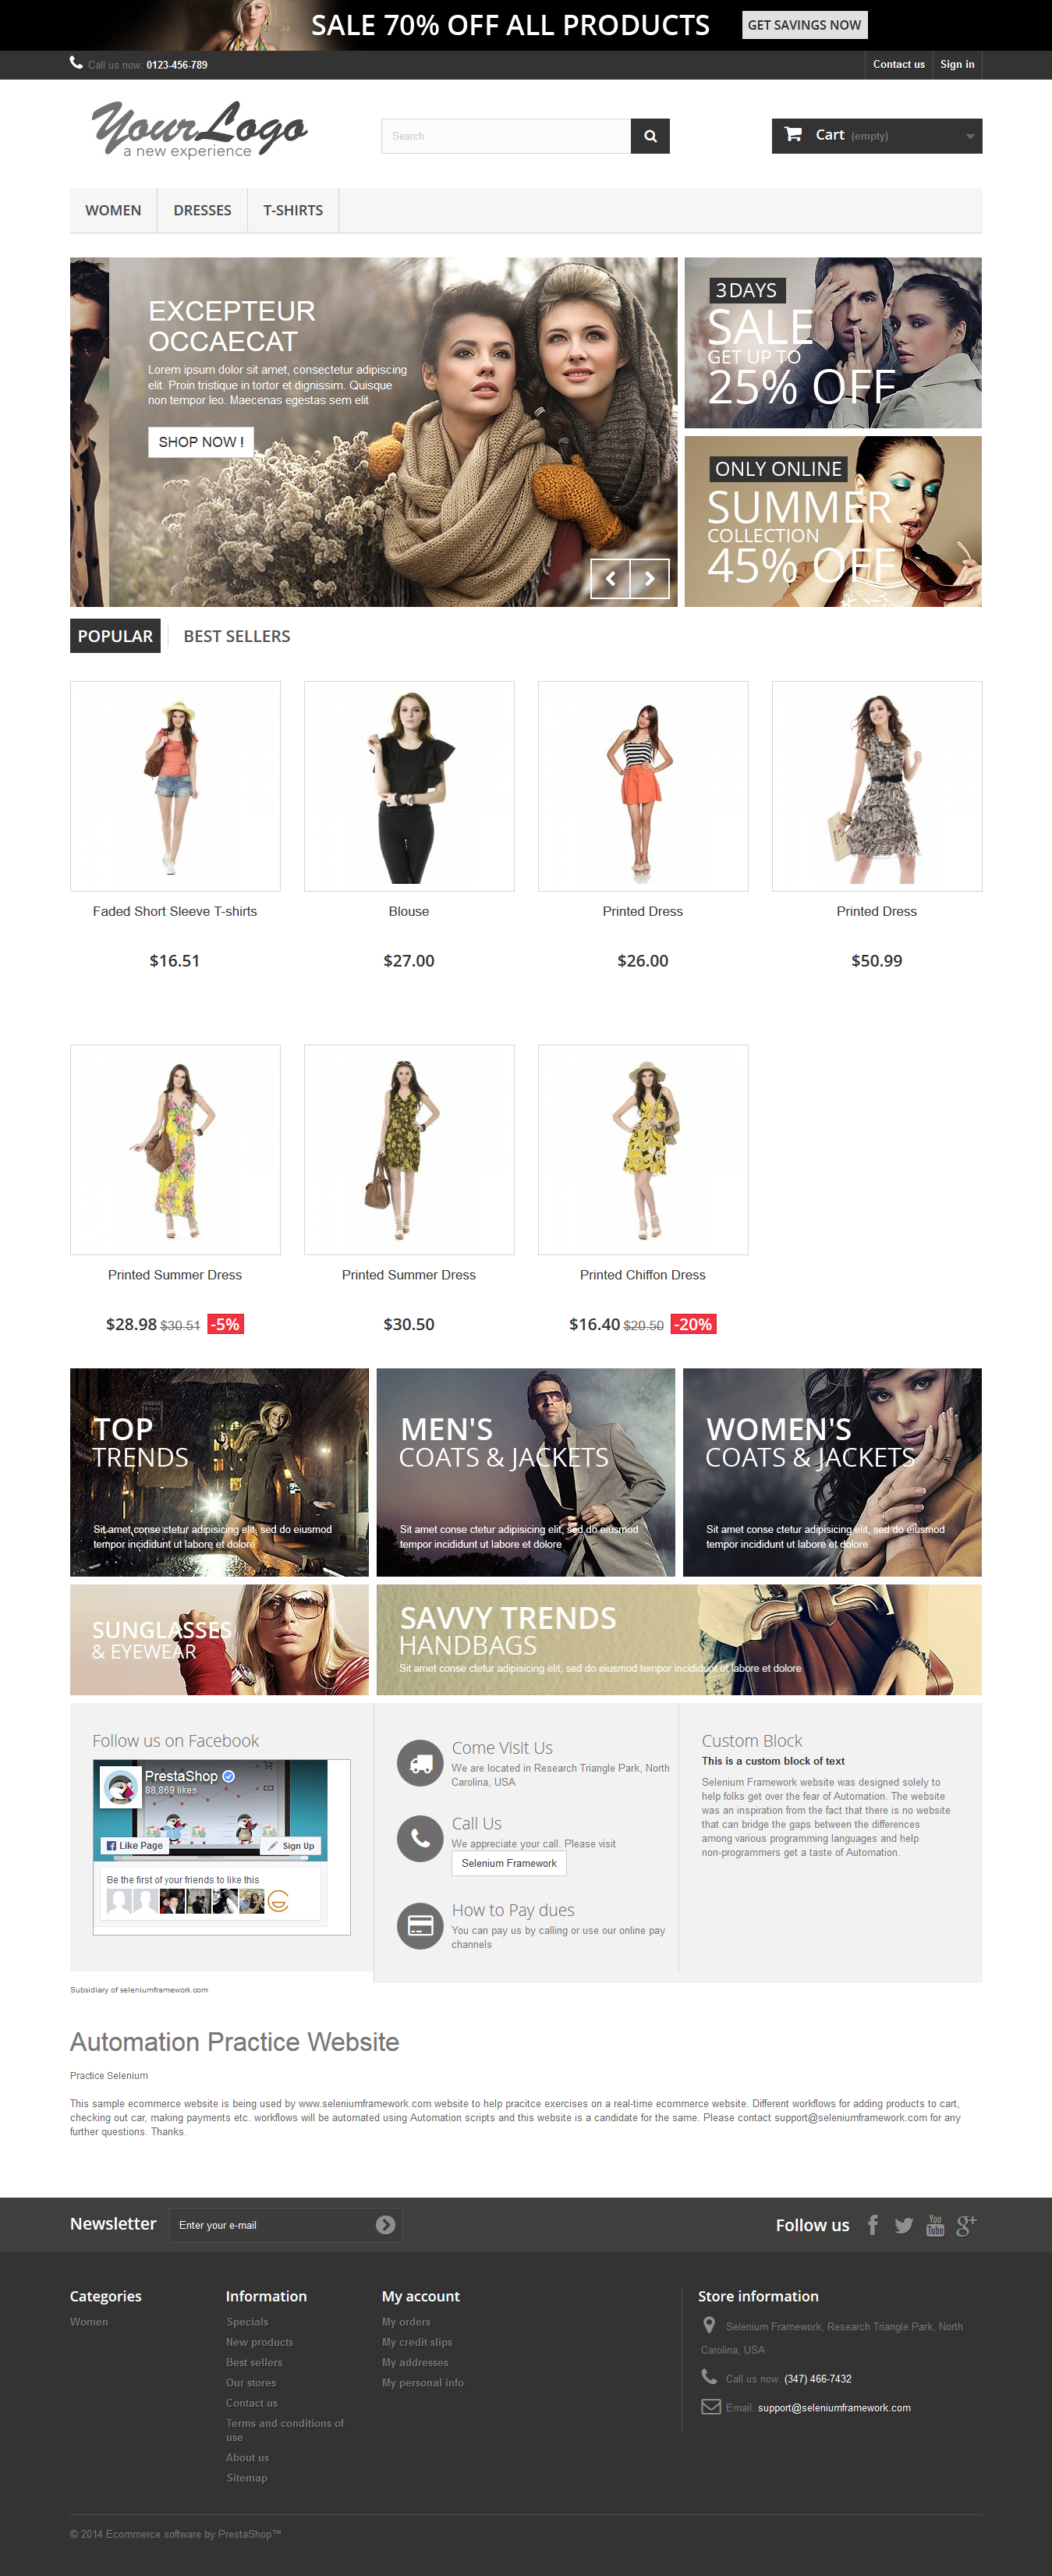 SALE 70% OFF ALL PRODUCTS
GET SAVINGS NOW
Call us now: 0123-456-789
Contact us
Sign in
YourLogo
a new experience
Search
Cart (empty)
WOMEN
DRESSES
T-SHIRTS
EXCEPTEUR
OCCAECAT
Lorem ipsum dolor sit amet, consectetur adipiscing
elit. Proin tristique in tortor et dignissim. Quisque
non tempor leo. Maecenas egestas sem elit
SHOP NOW !
3DAYS
SALE
GET UP TO
25% OFF
ONLY ONLINE
SUMMER
COLLECTION
45% OFF
POPULAR
BEST SELLERS
Faded Short Sleeve T-shirts
$16.51
Blouse
$27.00
Printed Dress
$26.00
Printed Dress
$50.99
Printed Summer Dress
$28.98 $30.51 -5%
Printed Summer Dress
$30.50
Printed Chiffon Dress
$16.40 $20.50 -20%
TOP
TRENDS
Sit amet conse ctetur adipisicing elit, sed do eiusmod
tempor incididunt ut labore et dolore
MEN'S
COATS & JACKETS
Sit amet conse ctetur adipisicing elit, sed do eiusmod
tempor incididunt ut labore et dolore
WOMEN'S
COATS & JACKETS
Sit amet conse ctetur adipisicing elit, sed do eiusmod
tempor incididunt ut labore et dolore
SUNGLASSES
& EYEWEAR
SAVVY TRENDS
HANDBAGS
Sit amet conse ctetur adipisicing elit, sed do eiusmod tempor incididunt ut labore et dolore
Follow us on Facebook
PrestaShop
88,869 likes
Like Page
Sign Up
Be the first of your friends to like this
Come Visit Us
We are located in Research Triangle Park, North
Carolina, USA
Call Us
We appreciate your call. Please visit
Selenium Framework
How to Pay dues
You can pay us by calling or use our online pay
channels
Custom Block
This is a custom block of text
Selenium Framework website was designed solely to
help folks get over the fear of Automation. The website
was an inspiration from the fact that there is no website
that can bridge the gaps between the differences
among various programming languages and help
non-programmers get a taste of Automation.
Subsidiary of seleniumframework.com
Automation Practice Website
Practice Selenium
This sample ecommerce website is being used by www.seleniumframework.com website to help pracitce exercises on a real-time ecommerce website. Different workflows for adding products to cart,
checking out car, making payments etc. workflows will be automated using Automation scripts and this website is a candidate for the same. Please contact support@seleniumframework.com for any
further questions. Thanks.
Newsletter
Enter your e-mail
Follow us
You
Tube
Categories
Women
Information
Specials
New products
Best sellers
Our stores
Contact us
Terms and conditions of
use
About us
Sitemap
My account
My orders
My credit slips
My addresses
My personal info
Store information
Selenium Framework, Research Triangle Park, North
Carolina, USA
Call us now: (347) 466-7432
Email: support@seleniumframework.com
© 2014 Ecommerce software by PrestaShop™